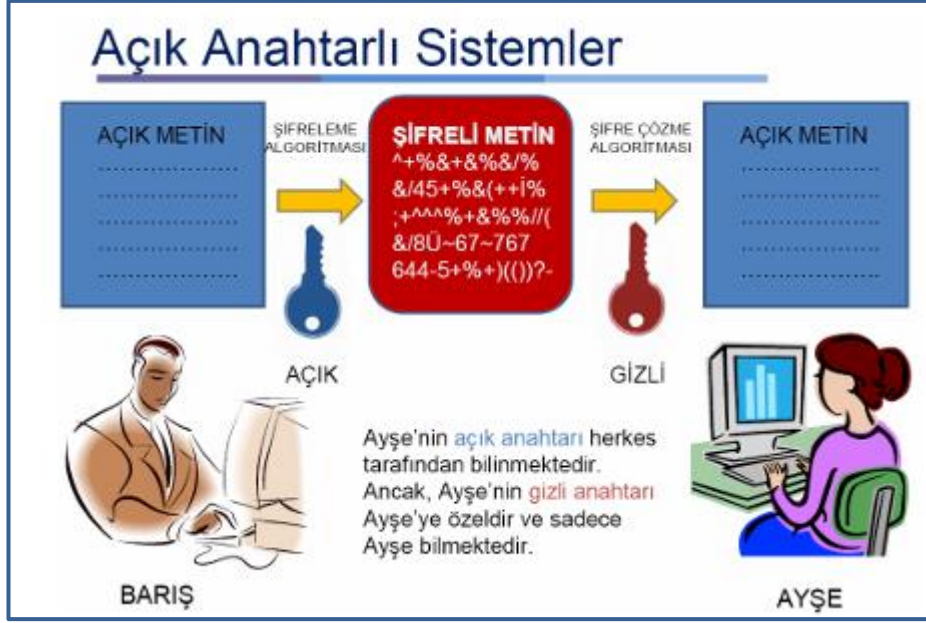 Açık Anahtarlı Sistemler
AÇIK METİN
ŞİFRELEME
ALGORİTMASI
ŞİFRELİ METİN
^+%&+&%&/%
&/45+%&(++İ%
;+^^^%+&%%//(
&/8Ü~67~767
644-5+%+)(())?-
ŞİFRE ÇÖZME
ALGORİTMASI
AÇIK METİN
AÇIK
GİZLİ
Ayşe'nin açık anahtarı herkes
tarafından bilinmektedir.
Ancak, Ayşe'nin gizli anahtarı
Ayşe'ye özeldir ve sadece
Ayşe bilmektedir.
BARIŞ
AYŞE